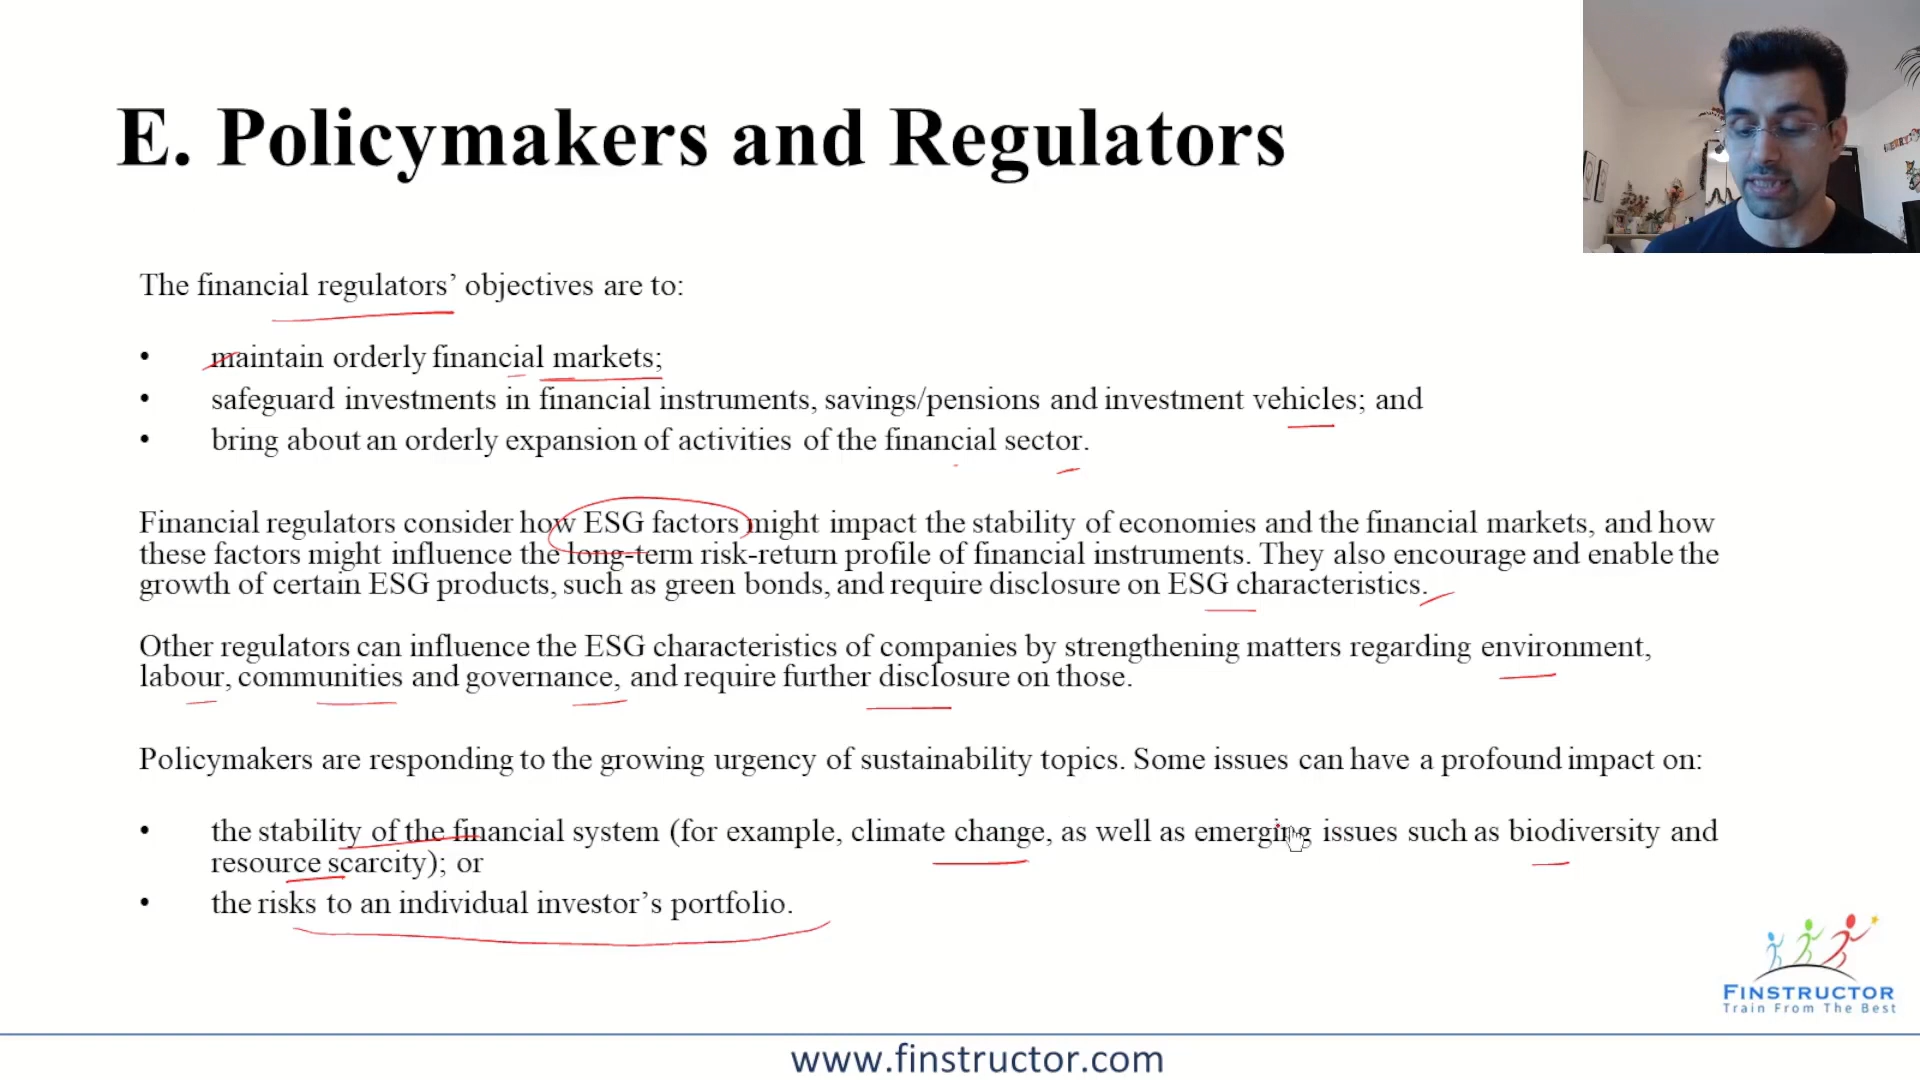 E. Policymakers and Regulators
The financial regulators’ objectives are to:
• maintain orderly financial markets;
• safeguard investments in financial instruments, savings/pensions and investment vehicles; and
• bring about an orderly expansion of activities of the financial sector.
Financial regulators consider how ESG factors might impact the stability of economies and the financial markets, and how
these factors might influence the long-term risk-return profile of financial instruments. They also encourage and enable the
growth of certain ESG products, such as green bonds, and require disclosure on ESG characteristics.
Other regulators can influence the ESG characteristics of companies by strengthening matters regarding environment,
labour, communities and governance, and require further disclosure on those.
Policymakers are responding to the growing urgency of sustainability topics. Some issues can have a profound impact on:
• the stability of the financial system (for example, climate change, as well as emerging issues such as biodiversity and
resource scarcity); or
• the risks to an individual investor’s portfolio.
FINSTRUCTOR
Train From The Best
www.finstructor.com